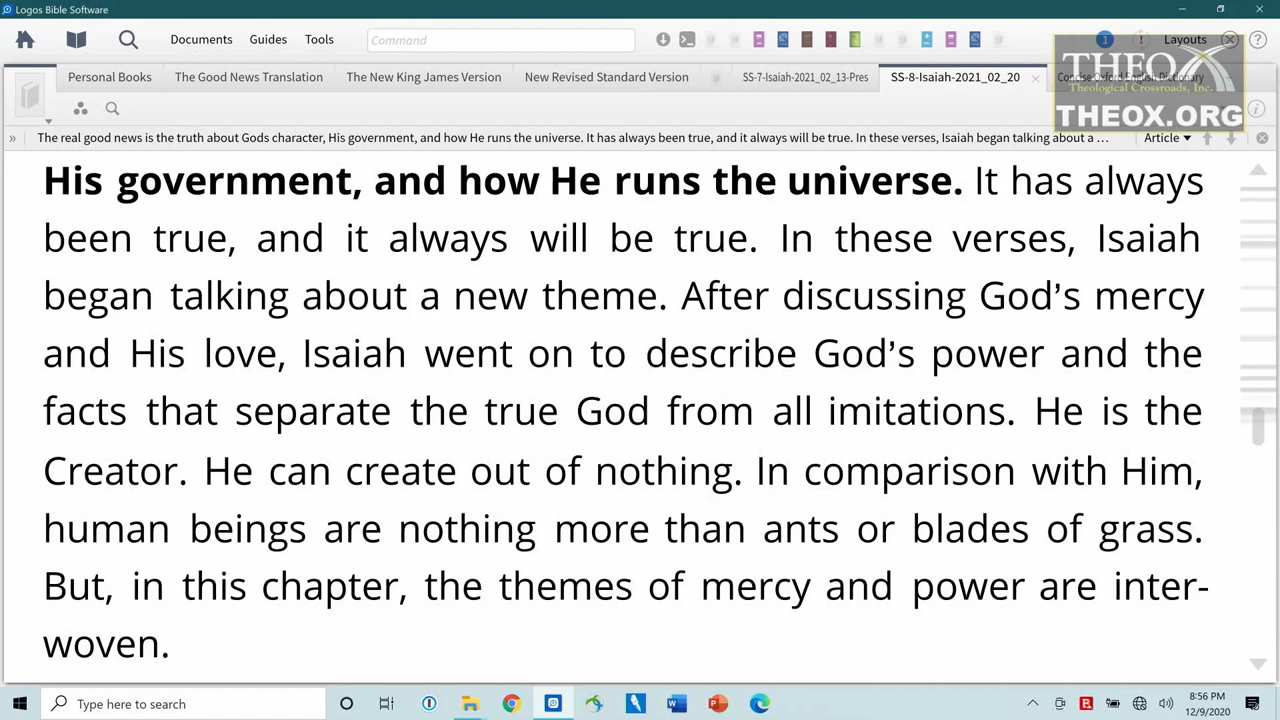 Logos Bible Software
Documents Guides Tools Command 1 Layouts
Personal Books The Good News Translation The New King James Version New Revised Standard Version SS-7-Isaiah-2021_02_13-Pres SS-8-Isaiah-2021_02_20 Concise Oxford English Dictionary
THEOX
Theological Crossroads, Inc.
THEOX.ORG
» The real good news is the truth about Gods character, His government, and how He runs the universe. It has always been true, and it always will be true. In these verses, Isaiah began talking about a ... Article
His government, and how He runs the universe. It has always
been true, and it always will be true. In these verses, Isaiah
began talking about a new theme. After discussing God's mercy
and His love, Isaiah went on to describe God's power and the
facts that separate the true God from all imitations. He is the
Creator. He can create out of nothing. In comparison with Him,
human beings are nothing more than ants or blades of grass.
But, in this chapter, the themes of mercy and power are inter-
woven.
Type here to search
8:56 PM
12/9/2020